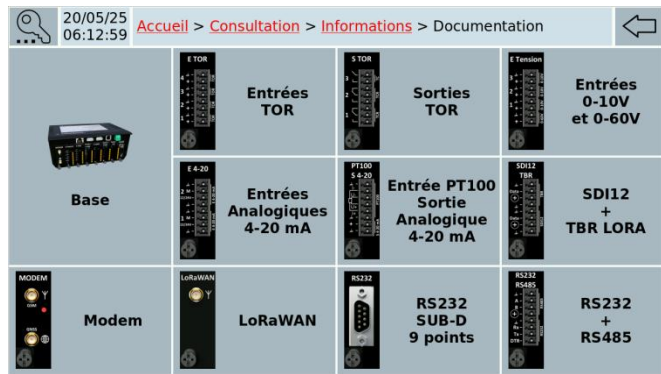 20/05/25
06:12:59
Accueil > Consultation > Informations > Documentation
Base
E TOR
Entrées
TOR
S TOR
Sorties
TOR
E Tension
Entrées
0-10V
et 0-60V
E 4-20
Entrées
Analogiques
4-20 mA
PT100
S 4-20
Entrée PT100
Sortie
Analogique
4-20 mA
SDI12
TBR
SDI12
+
TBR LORA
MODEM
GSM
GNSS
Modem
LoRaWAN
LoRaWAN
RS232
RS232
SUB-D
9 points
RS232
RS485
RS232
+
RS485